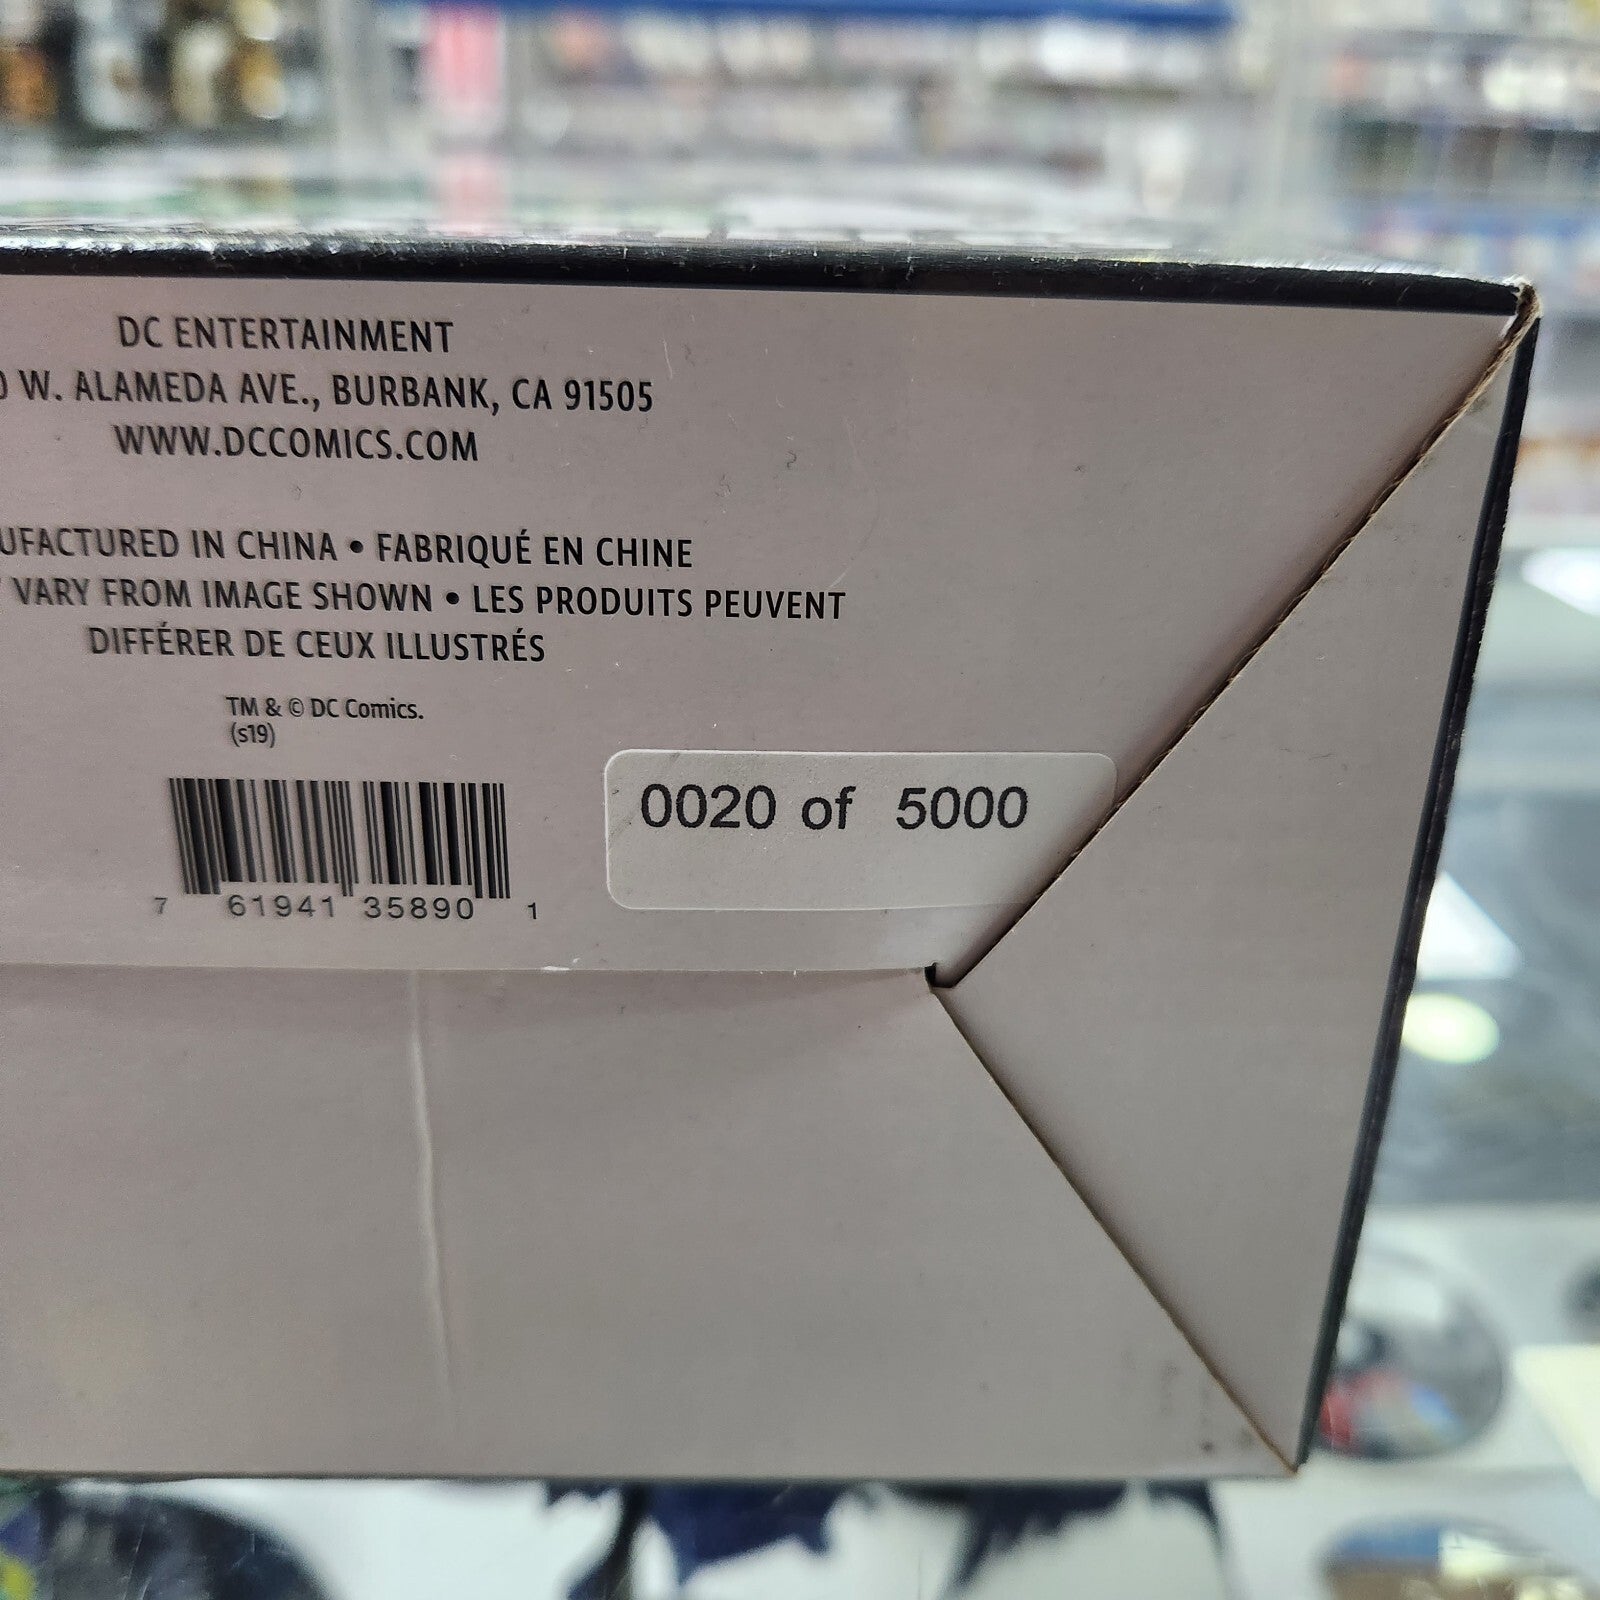 DC ENTERTAINMENT
W. ALAMEDA AVE., BURBANK, CA 91505
WWW.DCCOMICS.COM
UFACTURED IN CHINA • FABRIQUÉ EN CHINE
VARY FROM IMAGE SHOWN • LES PRODUITS PEUVENT
DIFFÉRER DE CEUX ILLUSTRÉS
TM & © DC Comics.
(s19)
0020 of 5000
7 61941 35890 1